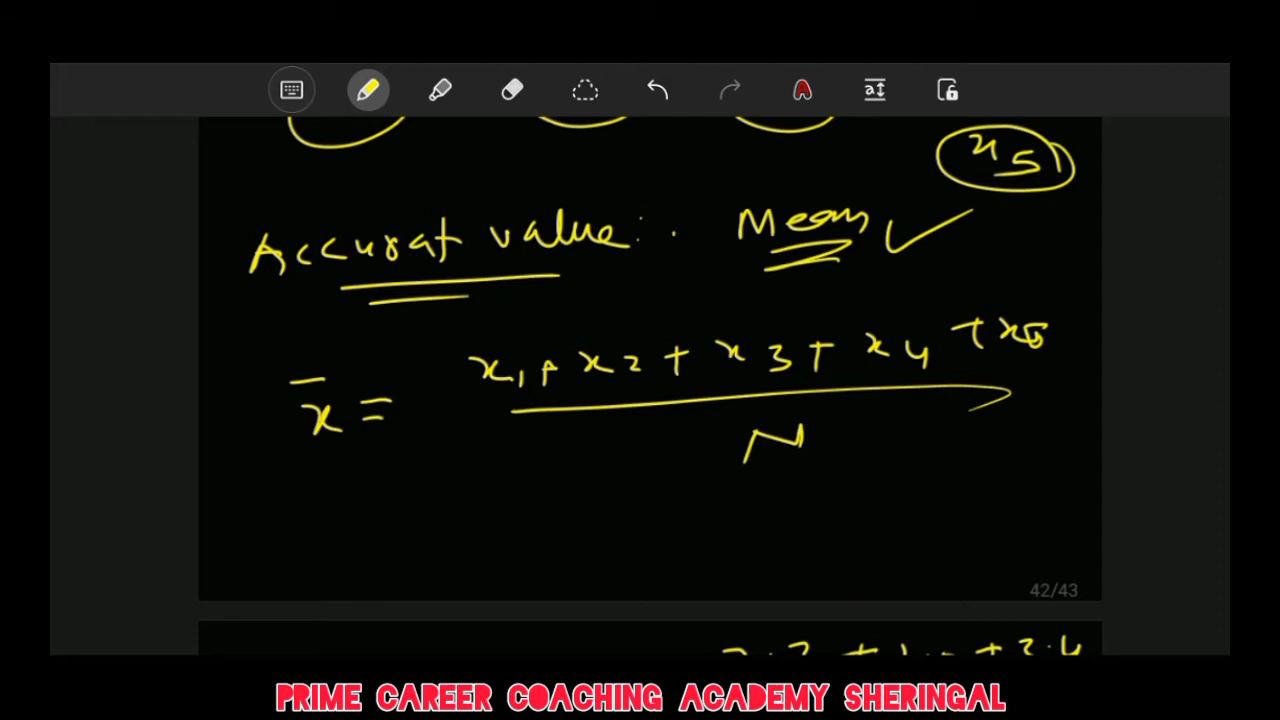 x5
Accurat value:. Mean ✓
x̄ = x1 + x2 + x3 + x4 + x5
N
42/43
PRIME CAREER COACHING ACADEMY SHERINGAL